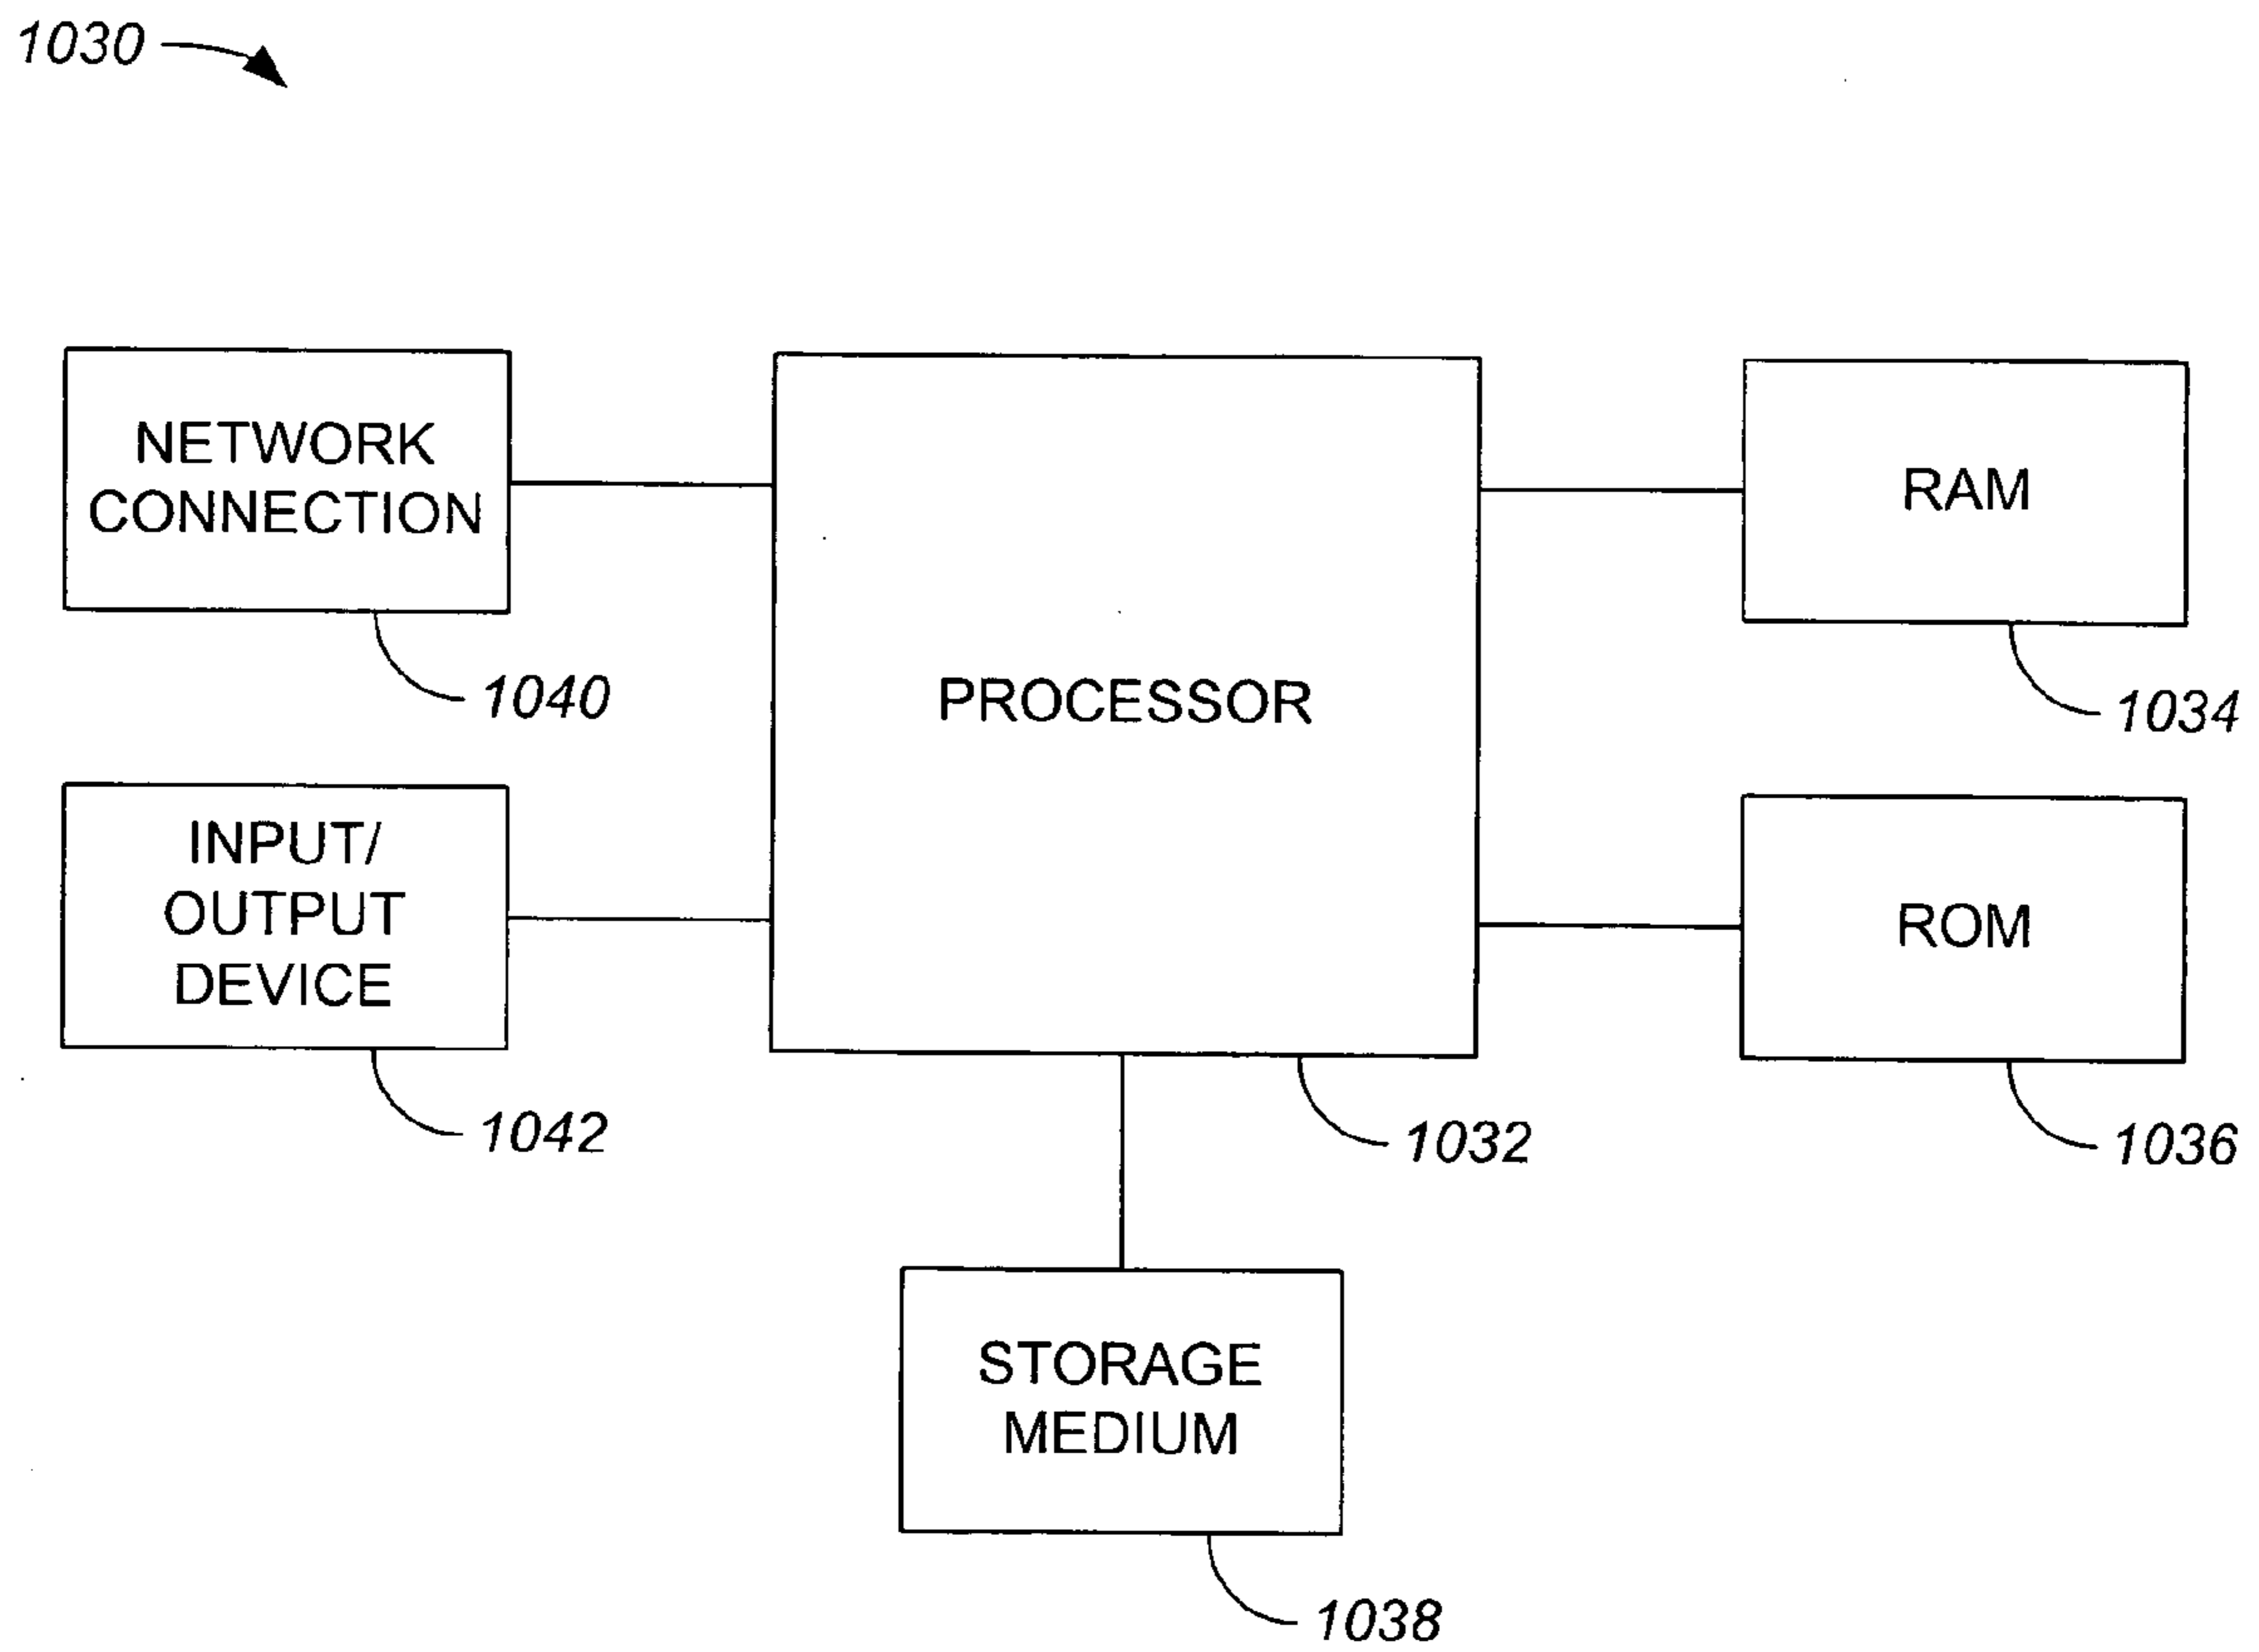 1030
NETWORK
CONNECTION
1040
PROCESSOR
1032
RAM
1034
INPUT/
OUTPUT
DEVICE
1042
ROM
1036
STORAGE
MEDIUM
1038